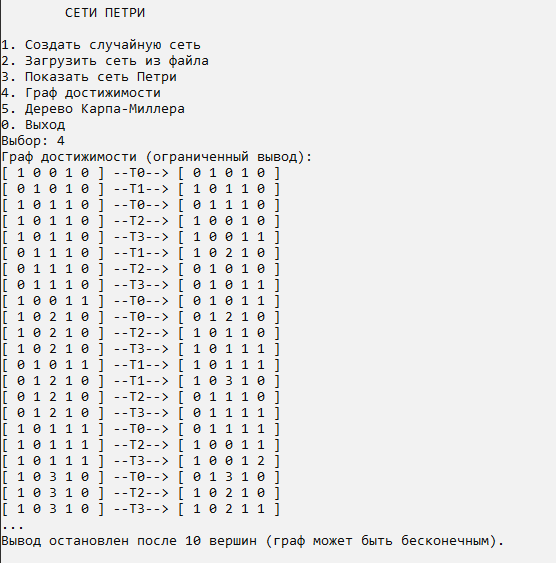 СЕТИ ПЕТРИ
1. Создать случайную сеть
2. Загрузить сеть из файла
3. Показать сеть Петри
4. Граф достижимости
5. Дерево Карпа-Миллера
0. Выход
Выбор: 4
Граф достижимости (ограниченный вывод):
[ 1 0 0 1 0 ] --T0--> [ 0 1 0 1 0 ]
[ 0 1 0 1 0 ] --T1--> [ 1 0 1 1 0 ]
[ 1 0 1 1 0 ] --T0--> [ 0 1 1 1 0 ]
[ 1 0 1 1 0 ] --T2--> [ 1 0 0 1 0 ]
[ 1 0 1 1 0 ] --T3--> [ 1 0 0 1 1 ]
[ 0 1 1 1 0 ] --T1--> [ 1 0 2 1 0 ]
[ 0 1 1 1 0 ] --T2--> [ 0 1 0 1 0 ]
[ 0 1 1 1 0 ] --T3--> [ 0 1 0 1 1 ]
[ 1 0 0 1 1 ] --T0--> [ 0 1 0 1 1 ]
[ 1 0 2 1 0 ] --T0--> [ 0 1 2 1 0 ]
[ 1 0 2 1 0 ] --T2--> [ 1 0 1 1 0 ]
[ 1 0 2 1 0 ] --T3--> [ 1 0 1 1 1 ]
[ 0 1 0 1 1 ] --T1--> [ 1 0 1 1 1 ]
[ 0 1 2 1 0 ] --T1--> [ 1 0 3 1 0 ]
[ 0 1 2 1 0 ] --T2--> [ 0 1 1 1 0 ]
[ 0 1 2 1 0 ] --T3--> [ 0 1 1 1 1 ]
[ 1 0 1 1 1 ] --T0--> [ 0 1 1 1 1 ]
[ 1 0 1 1 1 ] --T2--> [ 1 0 0 1 1 ]
[ 1 0 1 1 1 ] --T3--> [ 1 0 0 1 2 ]
[ 1 0 3 1 0 ] --T0--> [ 0 1 3 1 0 ]
[ 1 0 3 1 0 ] --T2--> [ 1 0 2 1 0 ]
[ 1 0 3 1 0 ] --T3--> [ 1 0 2 1 1 ]
...
Вывод остановлен после 10 вершин (граф может быть бесконечным).